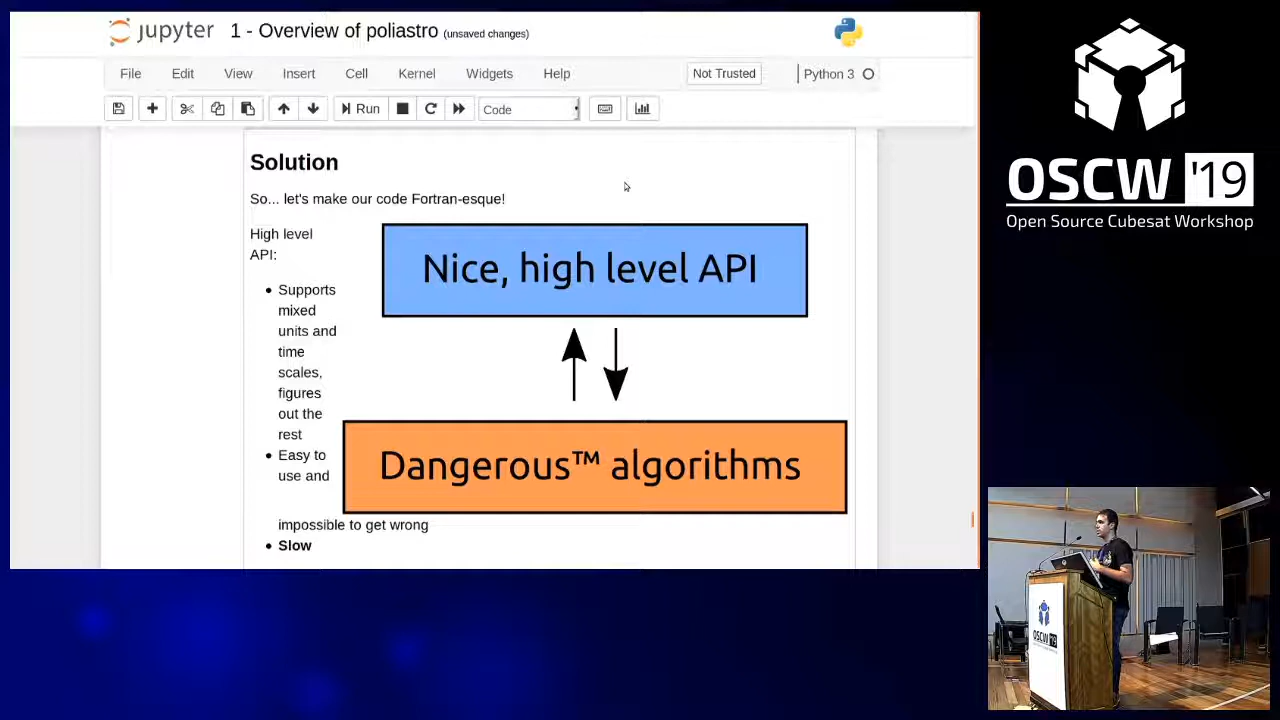 jupyter 1 - Overview of poliastro (unsaved changes)
File Edit View Insert Cell Kernel Widgets Help Not Trusted Python 3
Run Code
Solution
So... let's make our code Fortran-esque!
High level
API:
Supports
mixed
units and
time
scales,
figures
out the
rest
Easy to
use and
impossible to get wrong
Slow
Nice, high level API
Dangerous™ algorithms
OSCW '19
Open Source Cubesat Workshop
OSCW '19